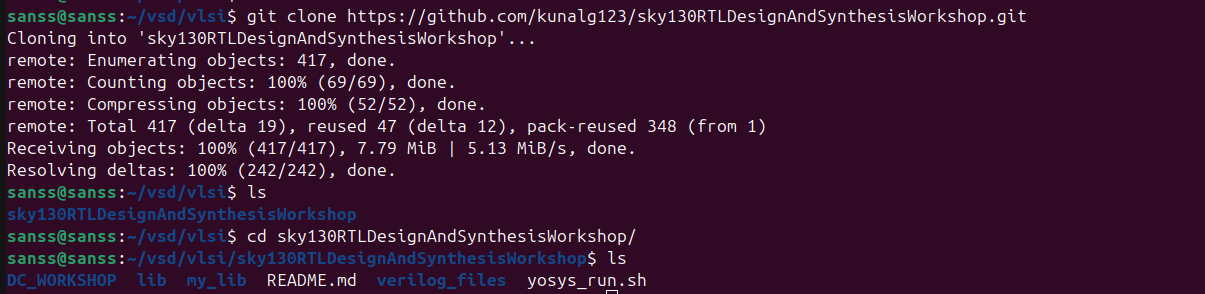 sanss@sanss:~/vsd/vlsi$ git clone https://github.com/kunalg123/sky130RTLDesignAndSynthesisWorkshop.git
Cloning into 'sky130RTLDesignAndSynthesisWorkshop'...
remote: Enumerating objects: 417, done.
remote: Counting objects: 100% (69/69), done.
remote: Compressing objects: 100% (52/52), done.
remote: Total 417 (delta 19), reused 47 (delta 12), pack-reused 348 (from 1)
Receiving objects: 100% (417/417), 7.79 MiB | 5.13 MiB/s, done.
Resolving deltas: 100% (242/242), done.
sanss@sanss:~/vsd/vlsi$ ls
sky130RTLDesignAndSynthesisWorkshop
sanss@sanss:~/vsd/vlsi$ cd sky130RTLDesignAndSynthesisWorkshop/
sanss@sanss:~/vsd/vlsi/sky130RTLDesignAndSynthesisWorkshop$ ls
DC_WORKSHOP  lib  my_lib  README.md  verilog_files  yosys_run.sh